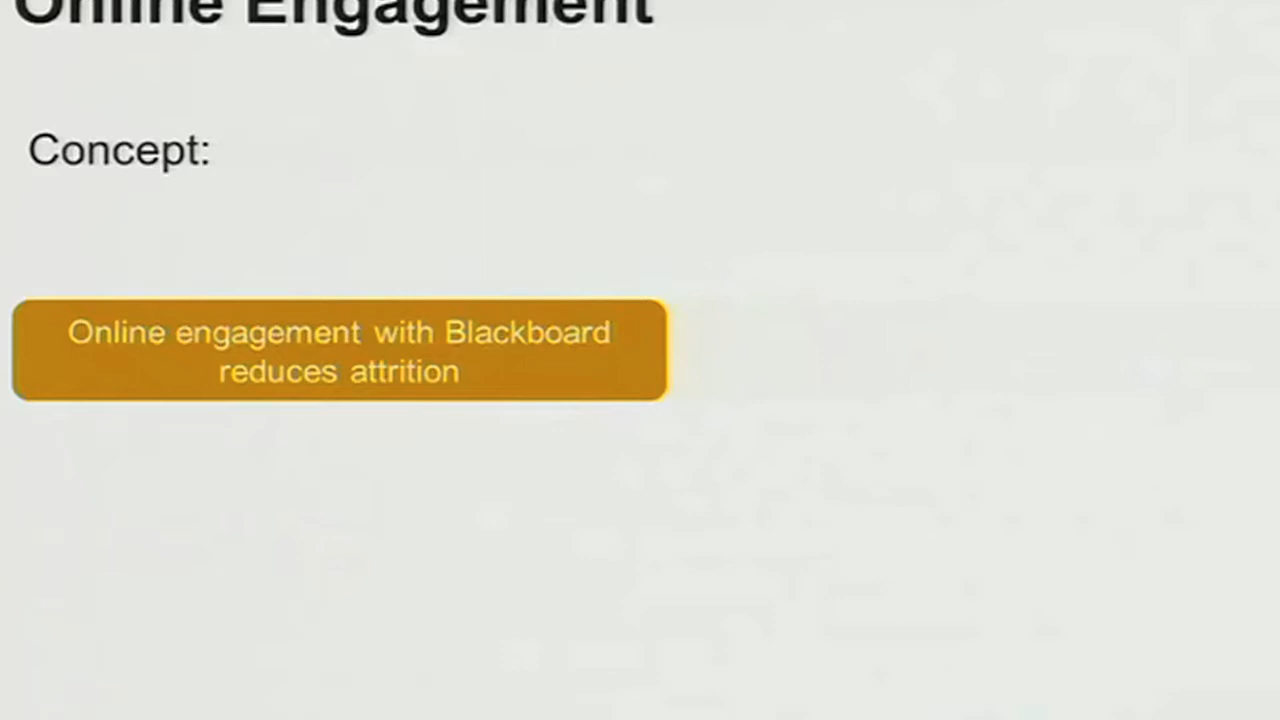 Online Engagement
Concept:
Online engagement with Blackboard
reduces attrition